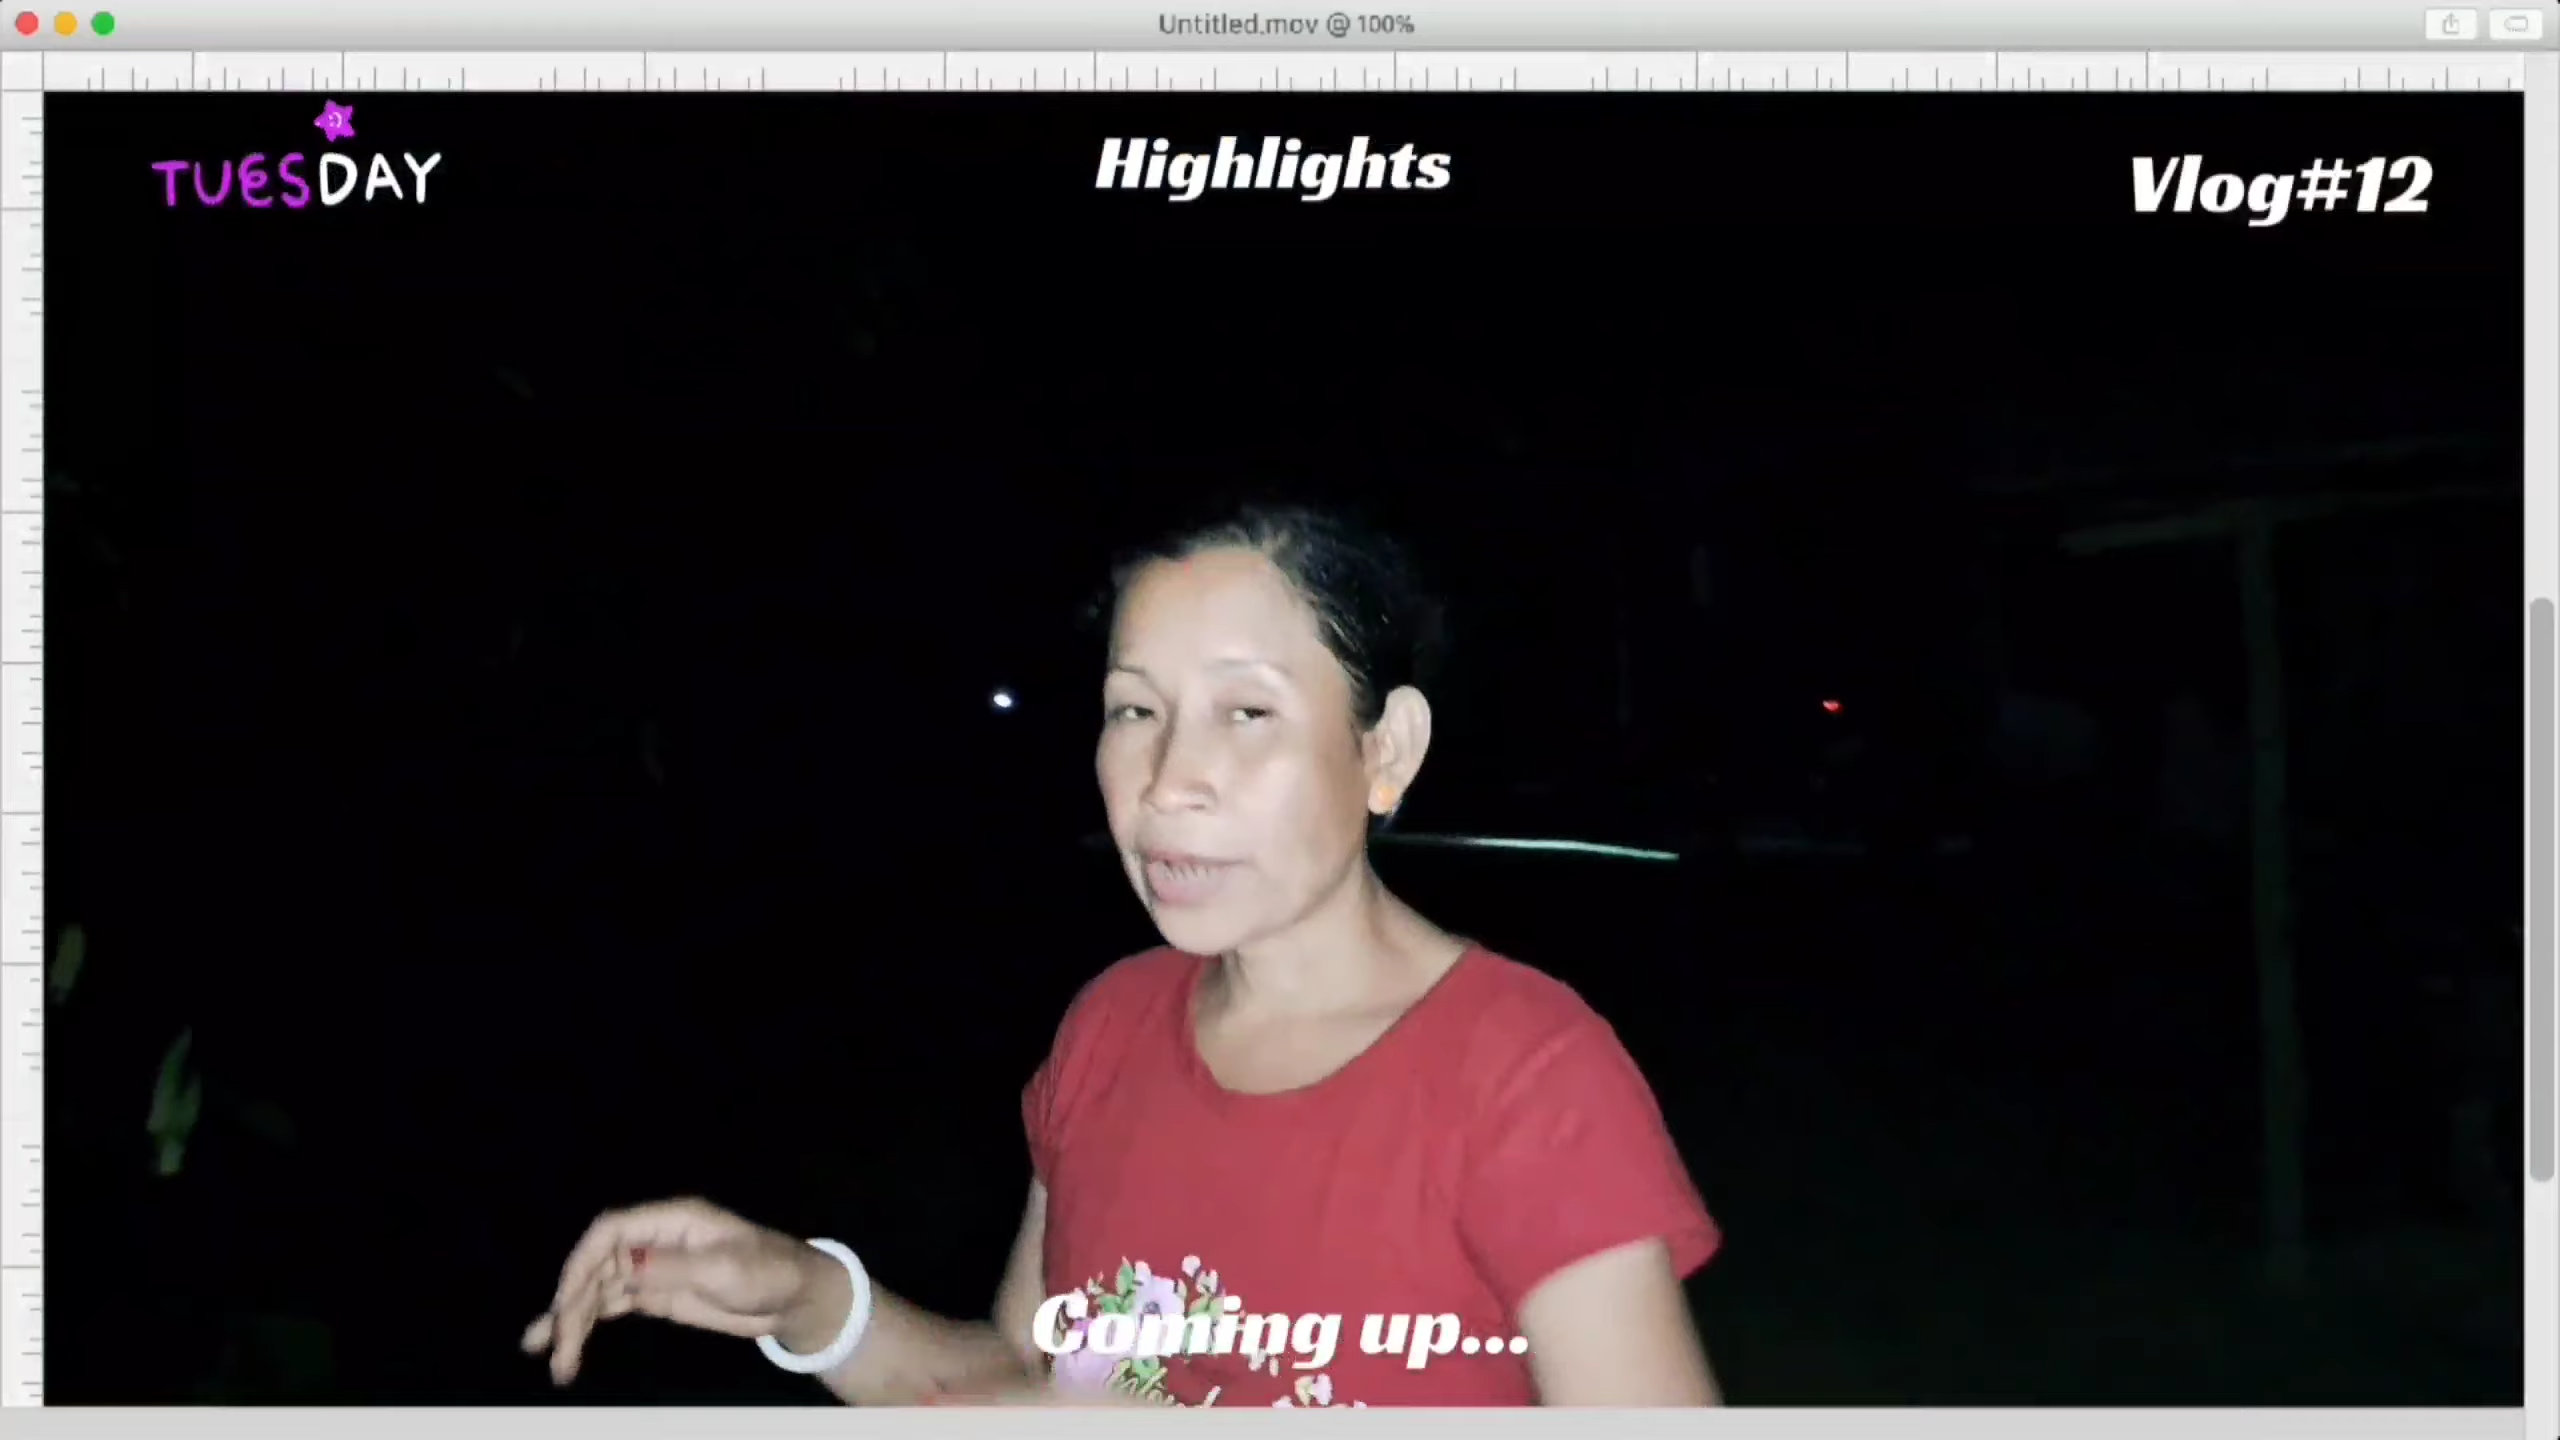 Untitled.mov @ 100%
TUESDAY
Highlights
Vlog#12
Coming up...